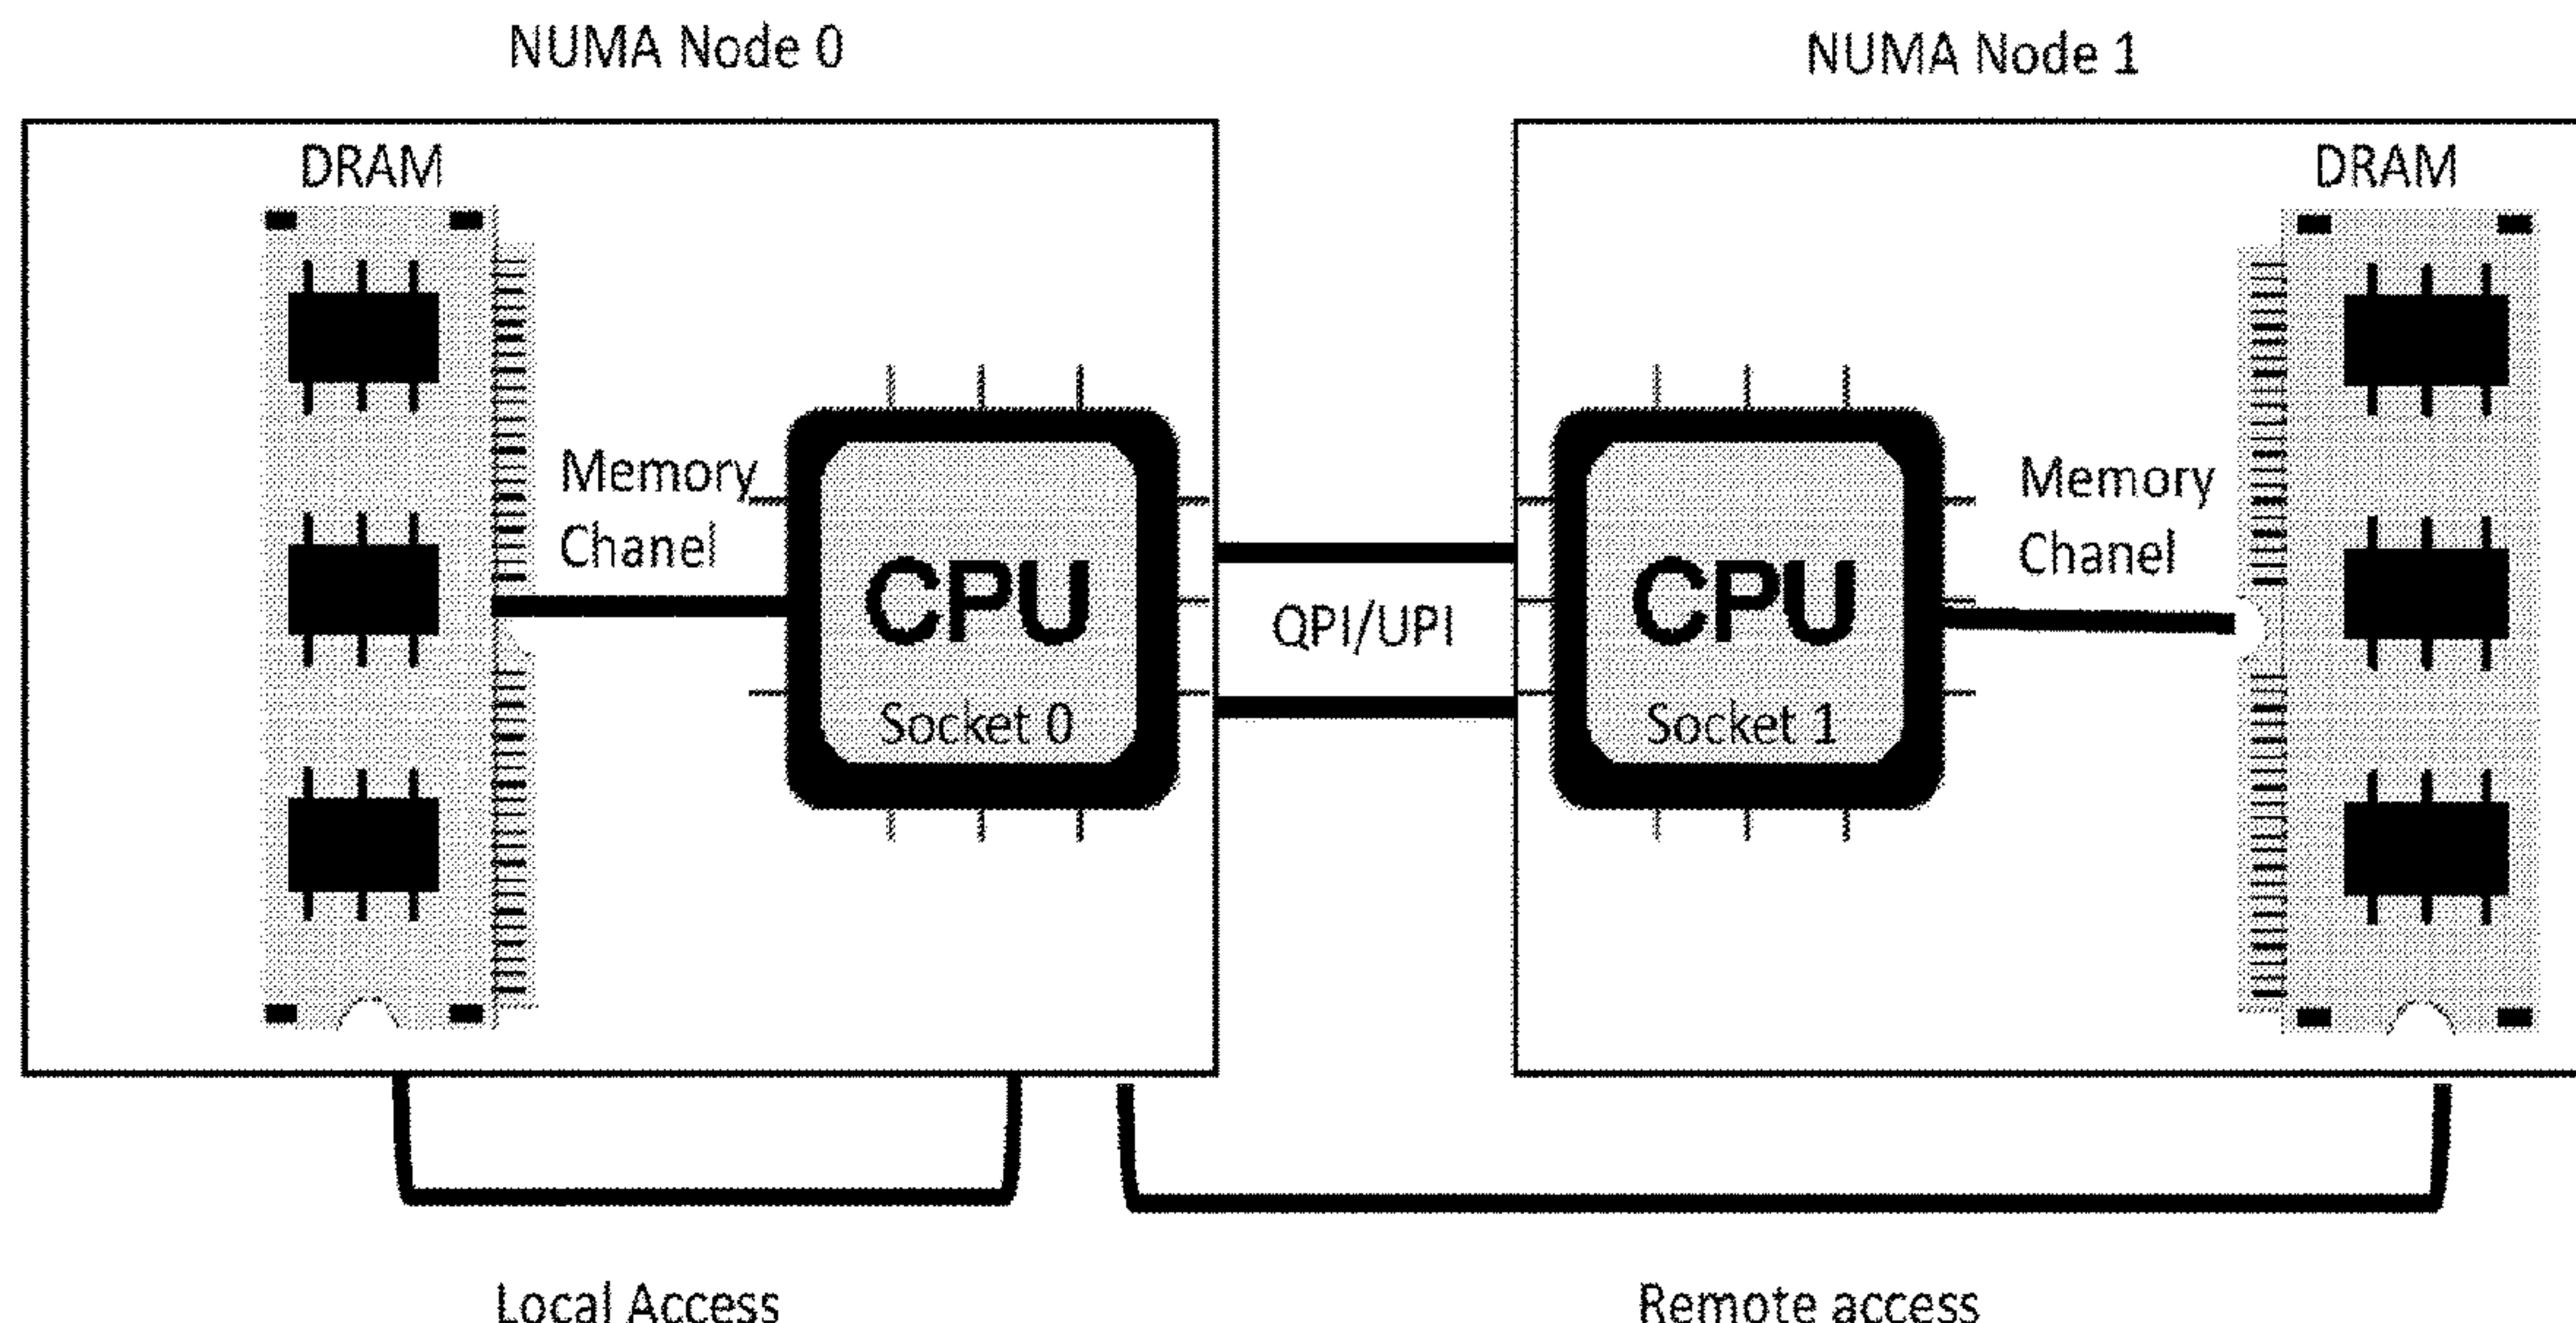 NUMA Node 0
NUMA Node 1
DRAM
DRAM
Memory
Chanel
CPU
Socket 0
QPI/UPI
CPU
Socket 1
Memory
Chanel
Local Access
Remote access